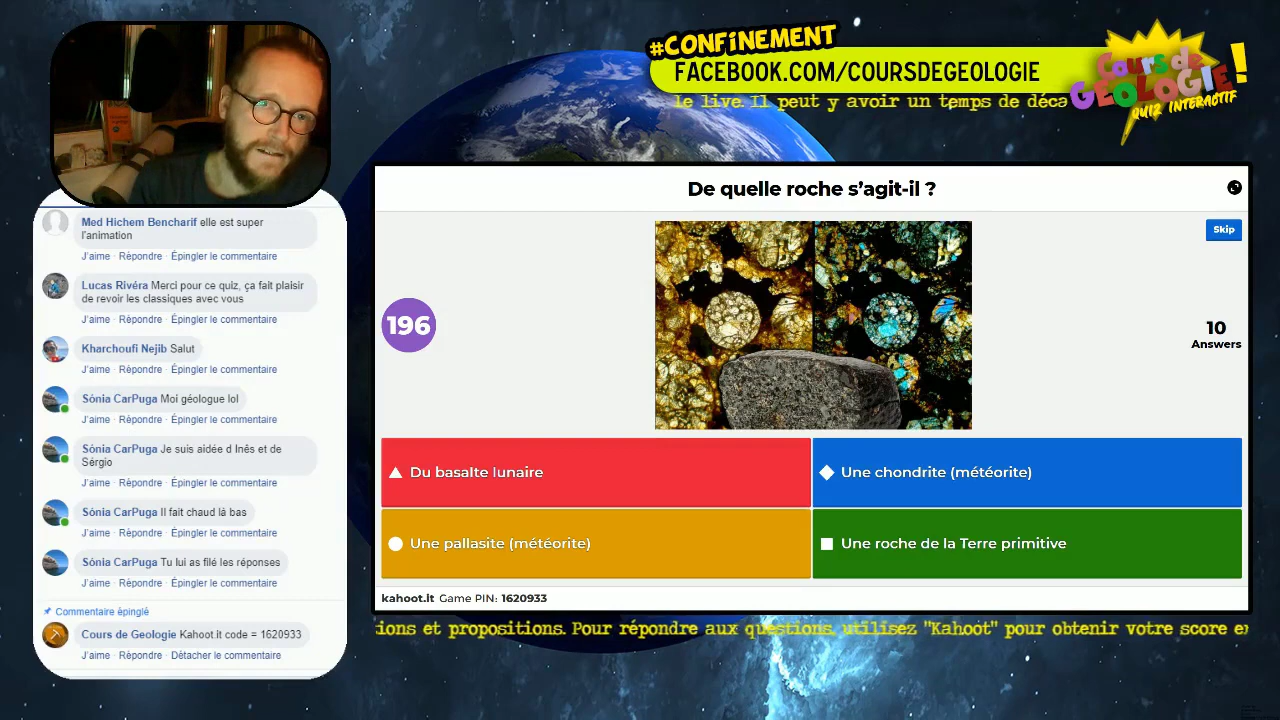 #CONFINEMENT
FACEBOOK.COM/COURSDEGEOLOGIE
le live. Il peut y avoir un temps de déca
Cours de
GEOLOGIE!
QUIZ INTERACTIF
Med Hichem Bencharif elle est super
l'animation
J'aime · Répondre · Épingler le commentaire
Lucas Rivéra Merci pour ce quiz, ça fait plaisir
de revoir les classiques avec vous
J'aime · Répondre · Épingler le commentaire
Kharchoufi Nejib Salut
J'aime · Répondre · Épingler le commentaire
Sónia CarPuga Moi géologue lol
J'aime · Répondre · Épingler le commentaire
Sónia CarPuga Je suis aidée d Inês et de
Sérgio
J'aime · Répondre · Épingler le commentaire
Sónia CarPuga Il fait chaud là bas
J'aime · Répondre · Épingler le commentaire
Sónia CarPuga Tu lui as filé les réponses
J'aime · Répondre · Épingler le commentaire
Commentaire épinglé
Cours de Geologie Kahoot.it code = 1620933
J'aime · Répondre · Détacher le commentaire
De quelle roche s'agit-il ?
Skip
196
10
Answers
Du basalte lunaire
Une chondrite (météorite)
Une pallasite (météorite)
Une roche de la Terre primitive
kahoot.it Game PIN: 1620933
ions et propositions. Pour répondre aux questions, utilisez "Kahoot" pour obtenir votre score ex